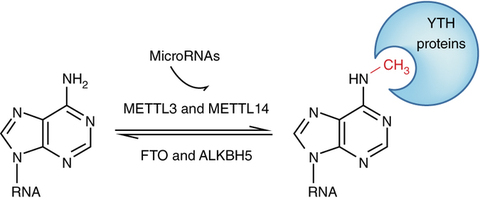 YTH
proteins
MicroRNAs
NH2
HN
CH3
METTL3 and METTL14
FTO and ALKBH5
N
N
N
N
RNA
N
N
N
N
RNA